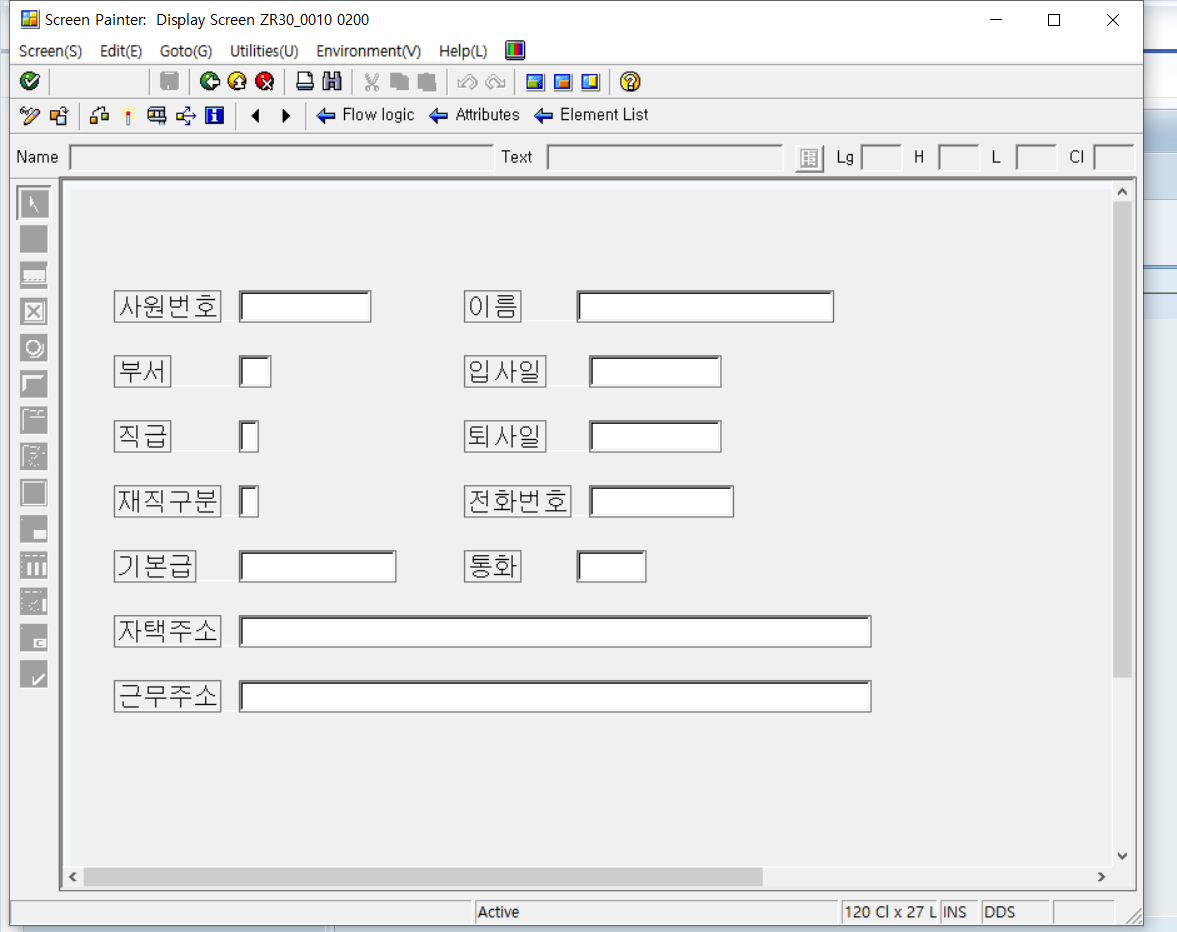 Screen Painter:  Display Screen ZR30_0010 0200
Screen(S) Edit(E) Goto(G) Utilities(U) Environment(V) Help(L)
Flow logic Attributes Element List
Name Text Lg H L Cl
사원번호 이름
부서 입사일
직급 퇴사일
재직구분 전화번호
기본급 통화
자택주소
근무주소
Active 120 Cl x 27 L INS DDS